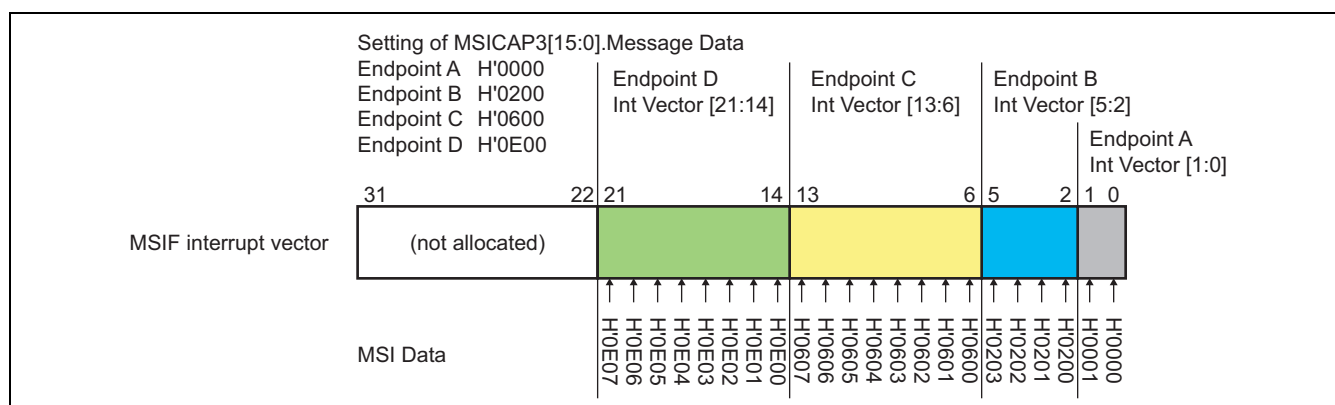 Setting of MSICAP3[15:0].Message Data
Endpoint A H'0000
Endpoint B H'0200
Endpoint C H'0600
Endpoint D H'0E00
Endpoint D
Int Vector [21:14]
Endpoint C
Int Vector [13:6]
Endpoint B
Int Vector [5:2]
Endpoint A
Int Vector [1:0]
31 22 21 14 13 6 5 2 1 0
MSIF interrupt vector
(not allocated)
MSI Data
H'0E07
H'0E06
H'0E05
H'0E04
H'0E03
H'0E02
H'0E01
H'0E00
H'0607
H'0606
H'0605
H'0604
H'0603
H'0602
H'0601
H'0600
H'0203
H'0202
H'0201
H'0200
H'0001
H'0000